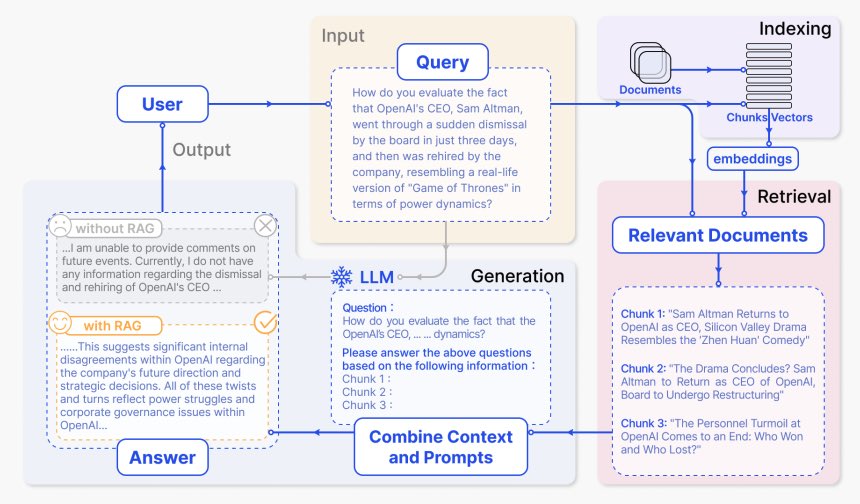 Input
Query
How do you evaluate the fact
that OpenAI's CEO, Sam Altman,
went through a sudden dismissal
by the board in just three days,
and then was rehired by the
company, resembling a real-life
version of "Game of Thrones" in
terms of power dynamics?
Indexing
Documents
Chunks Vectors
embeddings
User
Output
Retrieval
Relevant Documents
Chunk 1: "Sam Altman Returns to
OpenAI as CEO, Silicon Valley Drama
Resembles the 'Zhen Huan' Comedy"
Chunk 2: "The Drama Concludes? Sam
Altman to Return as CEO of OpenAI,
Board to Undergo Restructuring"
Chunk 3: "The Personnel Turmoil at
OpenAI Comes to an End: Who Won
and Who Lost?"
LLM
Generation
Question :
How do you evaluate the fact that the
OpenAI's CEO, ... ... dynamics?
Please answer the above questions
based on the following information :
Chunk 1 :
Chunk 2 :
Chunk 3 :
Combine Context
and Prompts
without RAG
...I am unable to provide comments on
future events. Currently, I do not have
any information regarding the dismissal
and rehiring of OpenAI's CEO ...
with RAG
......This suggests significant internal
disagreements within OpenAI regarding
the company's future direction and
strategic decisions. All of these twists
and turns reflect power struggles and
corporate governance issues within
OpenAI...
Answer